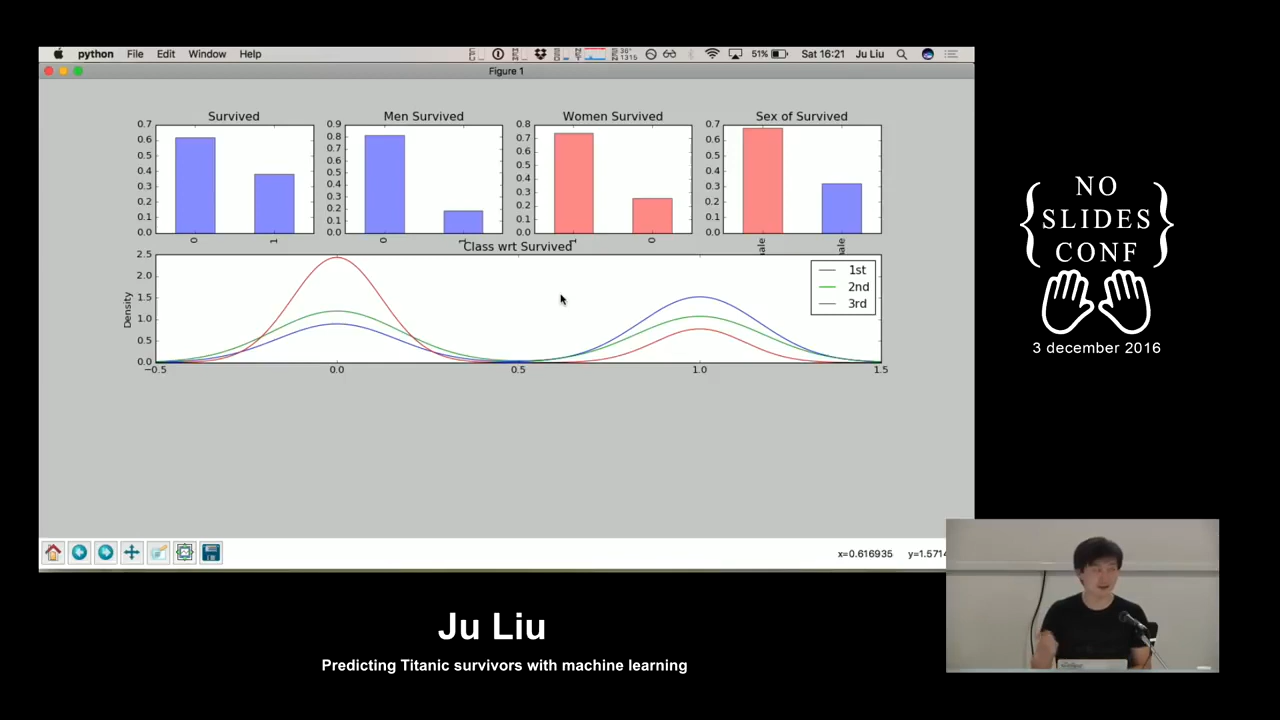 python File Edit Window Help 51% Sat 16:21 Ju Liu
Figure 1
Survived Men Survived Women Survived Sex of Survived
0.7
0.6
0.5
0.4
0.3
0.2
0.1
0.0
0 1
0.9
0.8
0.7
0.6
0.5
0.4
0.3
0.2
0.1
0.0
0 1
0.8
0.7
0.6
0.5
0.4
0.3
0.2
0.1
0.0
1 0
0.7
0.6
0.5
0.4
0.3
0.2
0.1
0.0
ale ale
Class wrt Survived
Density
2.5
2.0
1.5
1.0
0.5
0.0
−0.5 0.0 0.5 1.0 1.5
1st
2nd
3rd
x=0.616935 y=1.5714
NO
SLIDES
CONF
3 december 2016
Ju Liu
Predicting Titanic survivors with machine learning